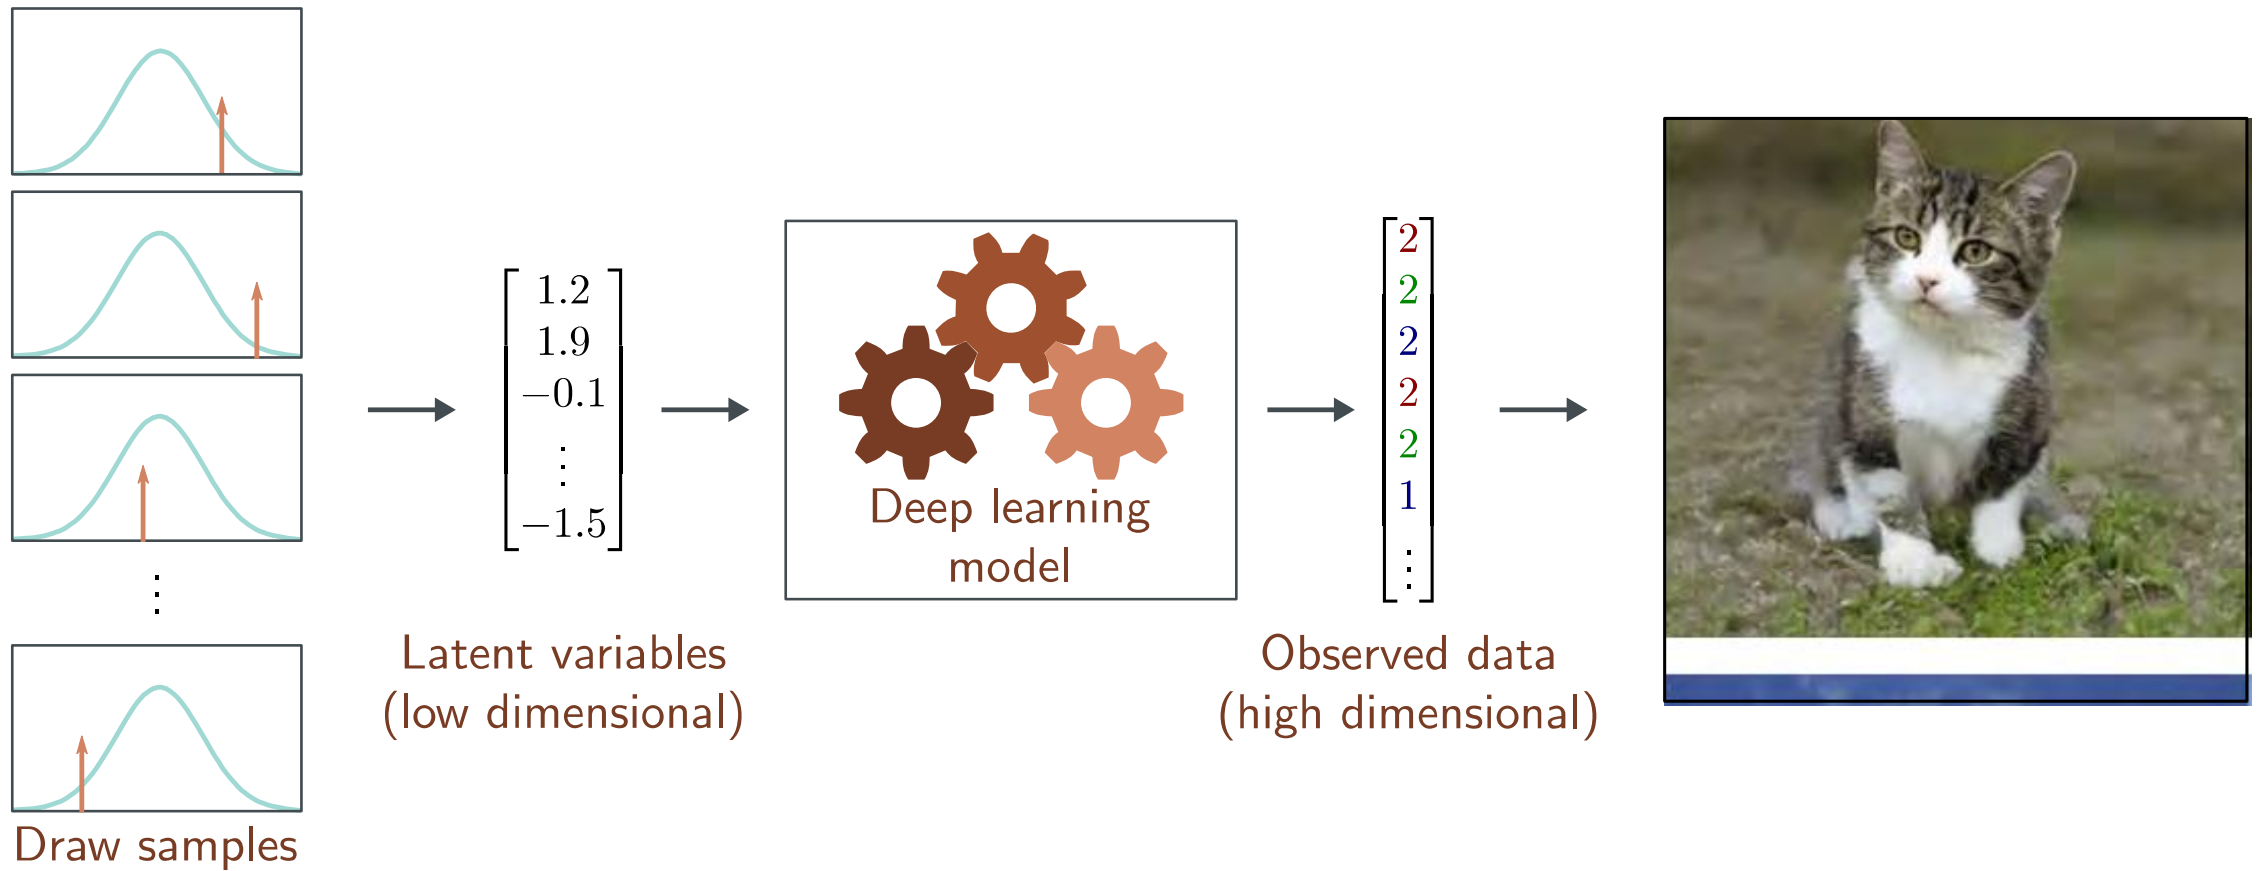 Draw samples
1.2
1.9
−0.1
⋮
−1.5
Latent variables
(low dimensional)
Deep learning
model
2
2
2
2
2
1
⋮
Observed data
(high dimensional)